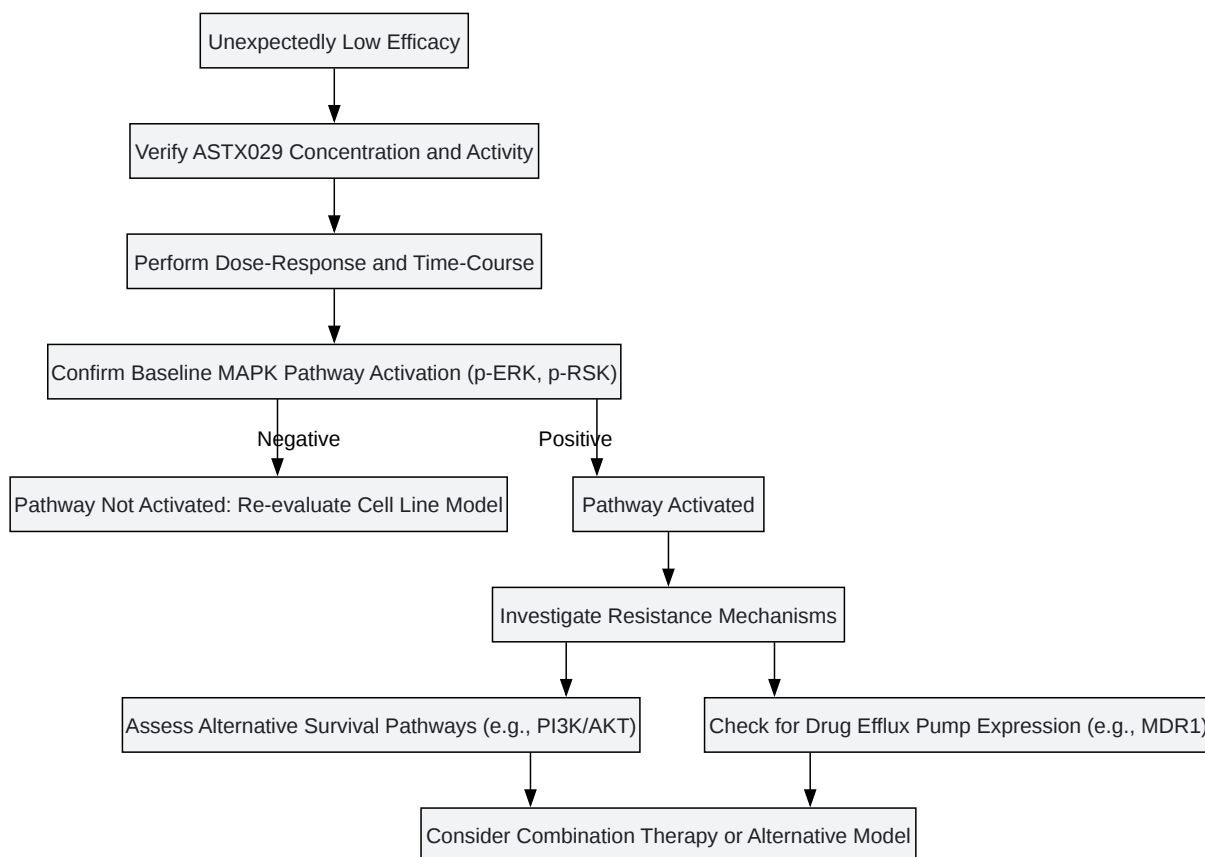 Unexpectedly Low Efficacy
Verify ASTX029 Concentration and Activity
Perform Dose-Response and Time-Course
Confirm Baseline MAPK Pathway Activation (p-ERK, p-RSK)
Negative
Positive
Pathway Not Activated: Re-evaluate Cell Line Model
Pathway Activated
Investigate Resistance Mechanisms
Assess Alternative Survival Pathways (e.g., PI3K/AKT)
Check for Drug Efflux Pump Expression (e.g., MDR1)
Consider Combination Therapy or Alternative Model